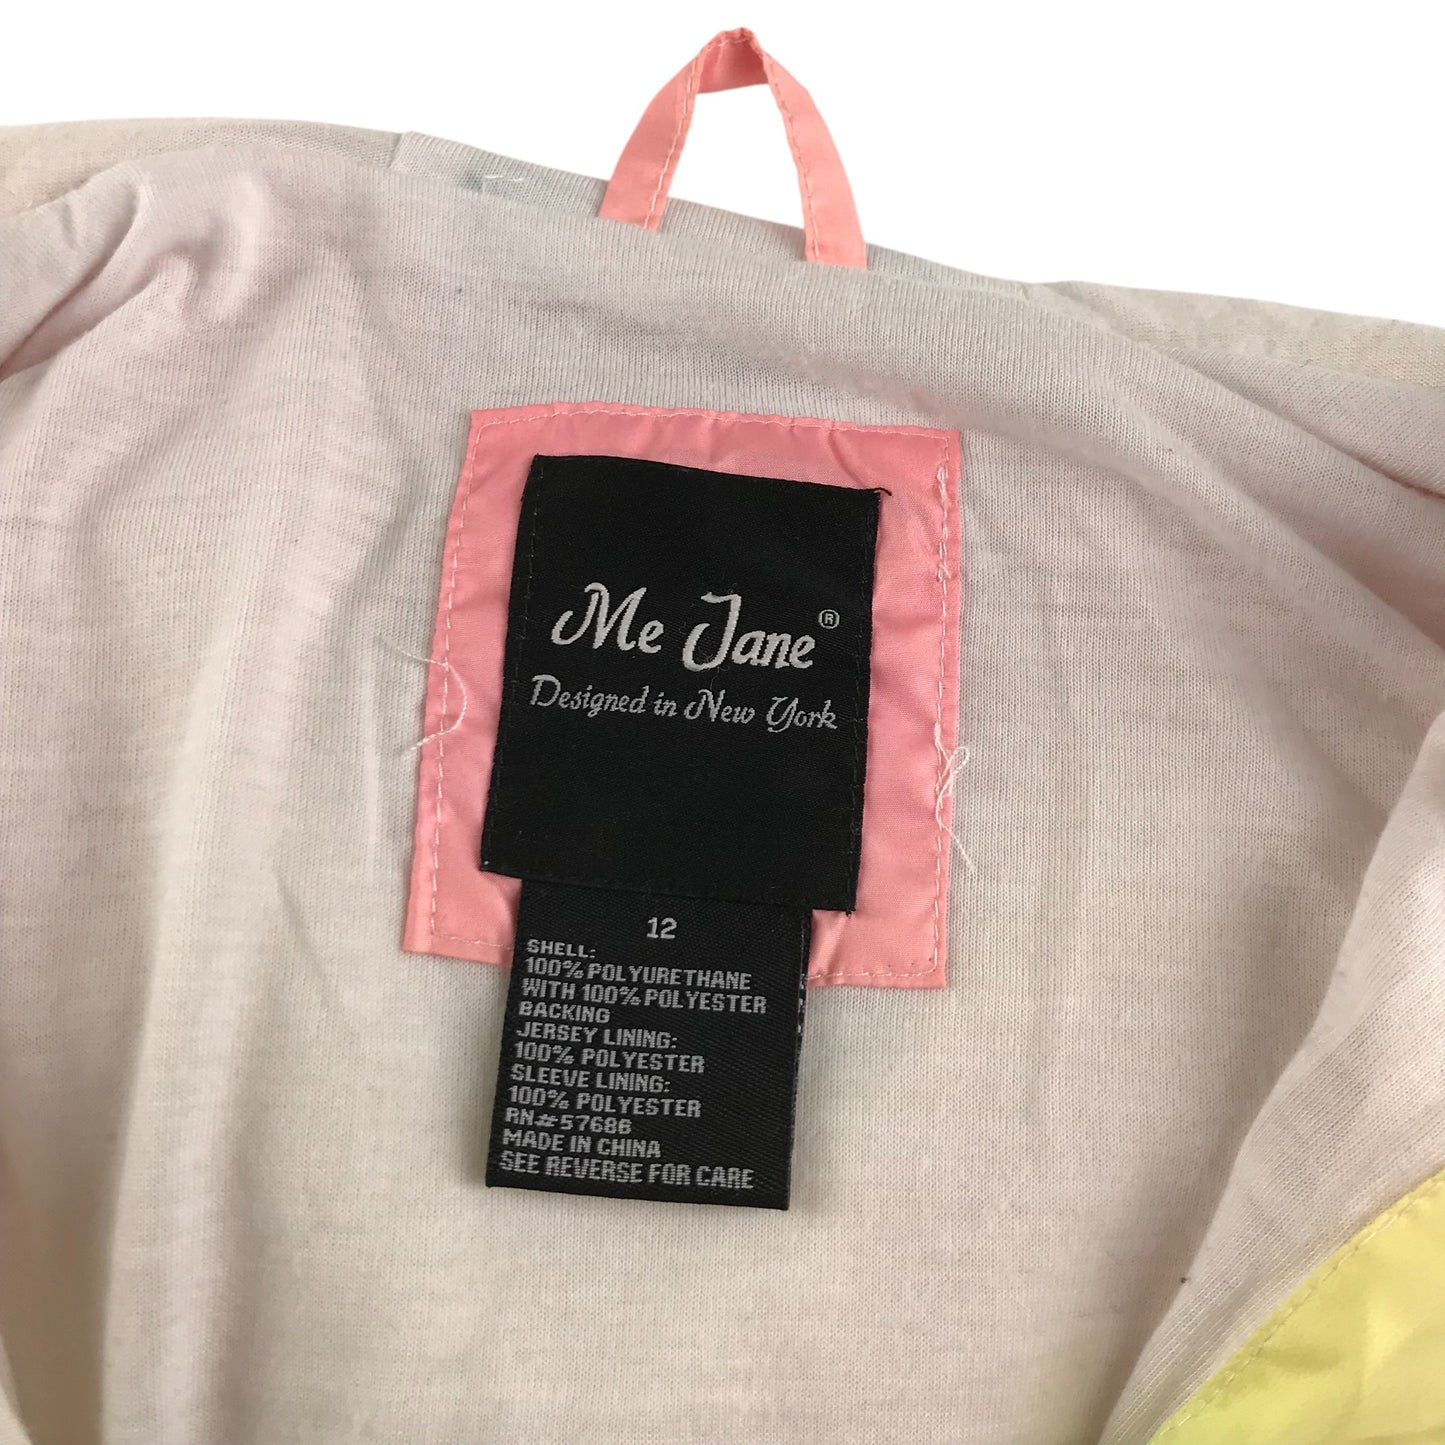 Me Jane®
Designed in New York
12
SHELL:
100% POLYURETHANE
WITH 100% POLYESTER
BACKING
JERSEY LINING:
100% POLYESTER
SLEEVE LINING:
100% POLYESTER
RN#57686
MADE IN CHINA
SEE REVERSE FOR CARE